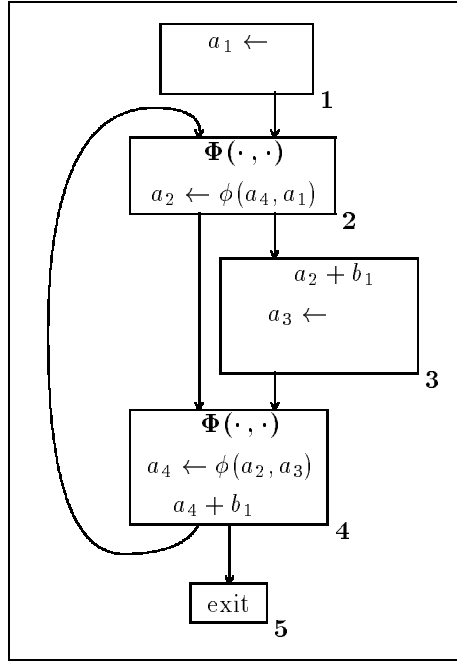 a₁ ←
1
Φ(· , ·)
a₂ ← ϕ(a₄, a₁)
2
a₂ + b₁
a₃ ←
3
Φ(· , ·)
a₄ ← ϕ(a₂, a₃)
a₄ + b₁
4
exit
5